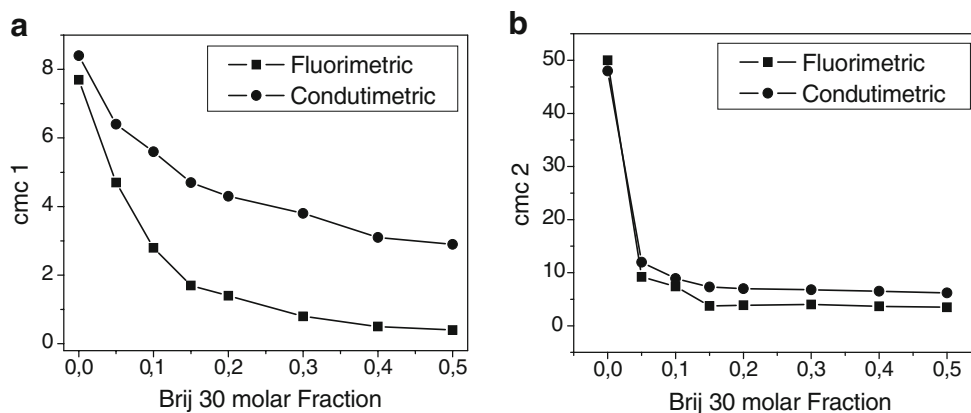 a
cmc 1
8
6
4
2
0
Fluorimetric
Condutimetric
0,0 0,1 0,2 0,3 0,4 0,5
Brij 30 molar Fraction
b
cmc 2
50
40
30
20
10
0
Fluorimetric
Condutimetric
0,0 0,1 0,2 0,3 0,4 0,5
Brij 30 molar Fraction